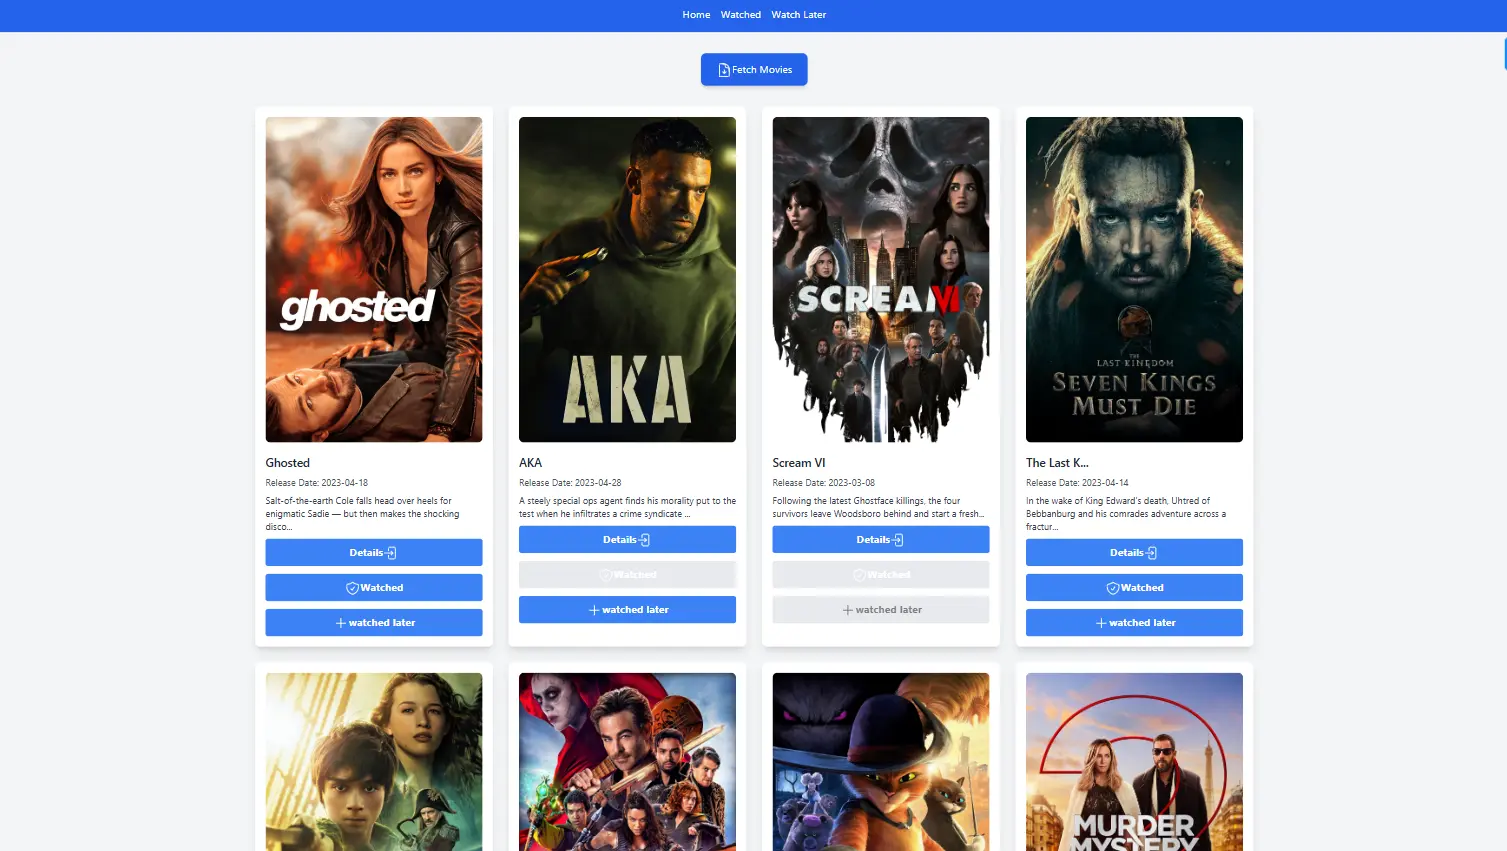 Home Watched Watch Later
Fetch Movies
ghosted
AKA
SCREAM VI
THE
LAST KINGDOM
SEVEN KINGS
MUST DIE
Ghosted
Release Date: 2023-04-18
Salt-of-the-earth Cole falls head over heels for
enigmatic Sadie — but then makes the shocking
disco...
Details
Watched
watched later
AKA
Release Date: 2023-04-28
A steely special ops agent finds his morality put to the
test when he infiltrates a crime syndicate ...
Details
Watched
watched later
Scream VI
Release Date: 2023-03-08
Following the latest Ghostface killings, the four
survivors leave Woodsboro behind and start a fresh...
Details
Watched
watched later
The Last K...
Release Date: 2023-04-14
In the wake of King Edward's death, Uhtred of
Bebbanburg and his comrades adventure across a
fractur...
Details
Watched
watched later
2
MURDER
MYSTERY